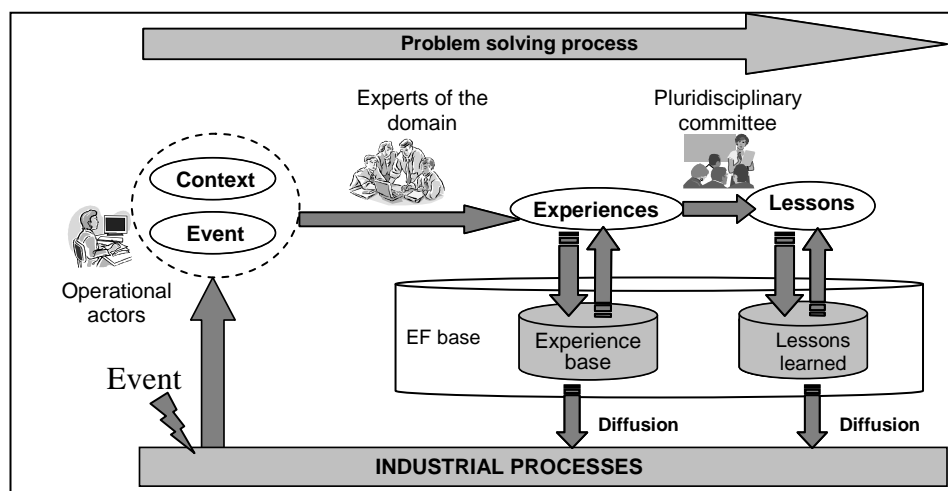 Problem solving process
Experts of the
domain
Pluridisciplinary
committee
Context
Event
Experiences
Lessons
Operational
actors
EF base
Experience
base
Lessons
learned
Event
Diffusion
Diffusion
INDUSTRIAL PROCESSES